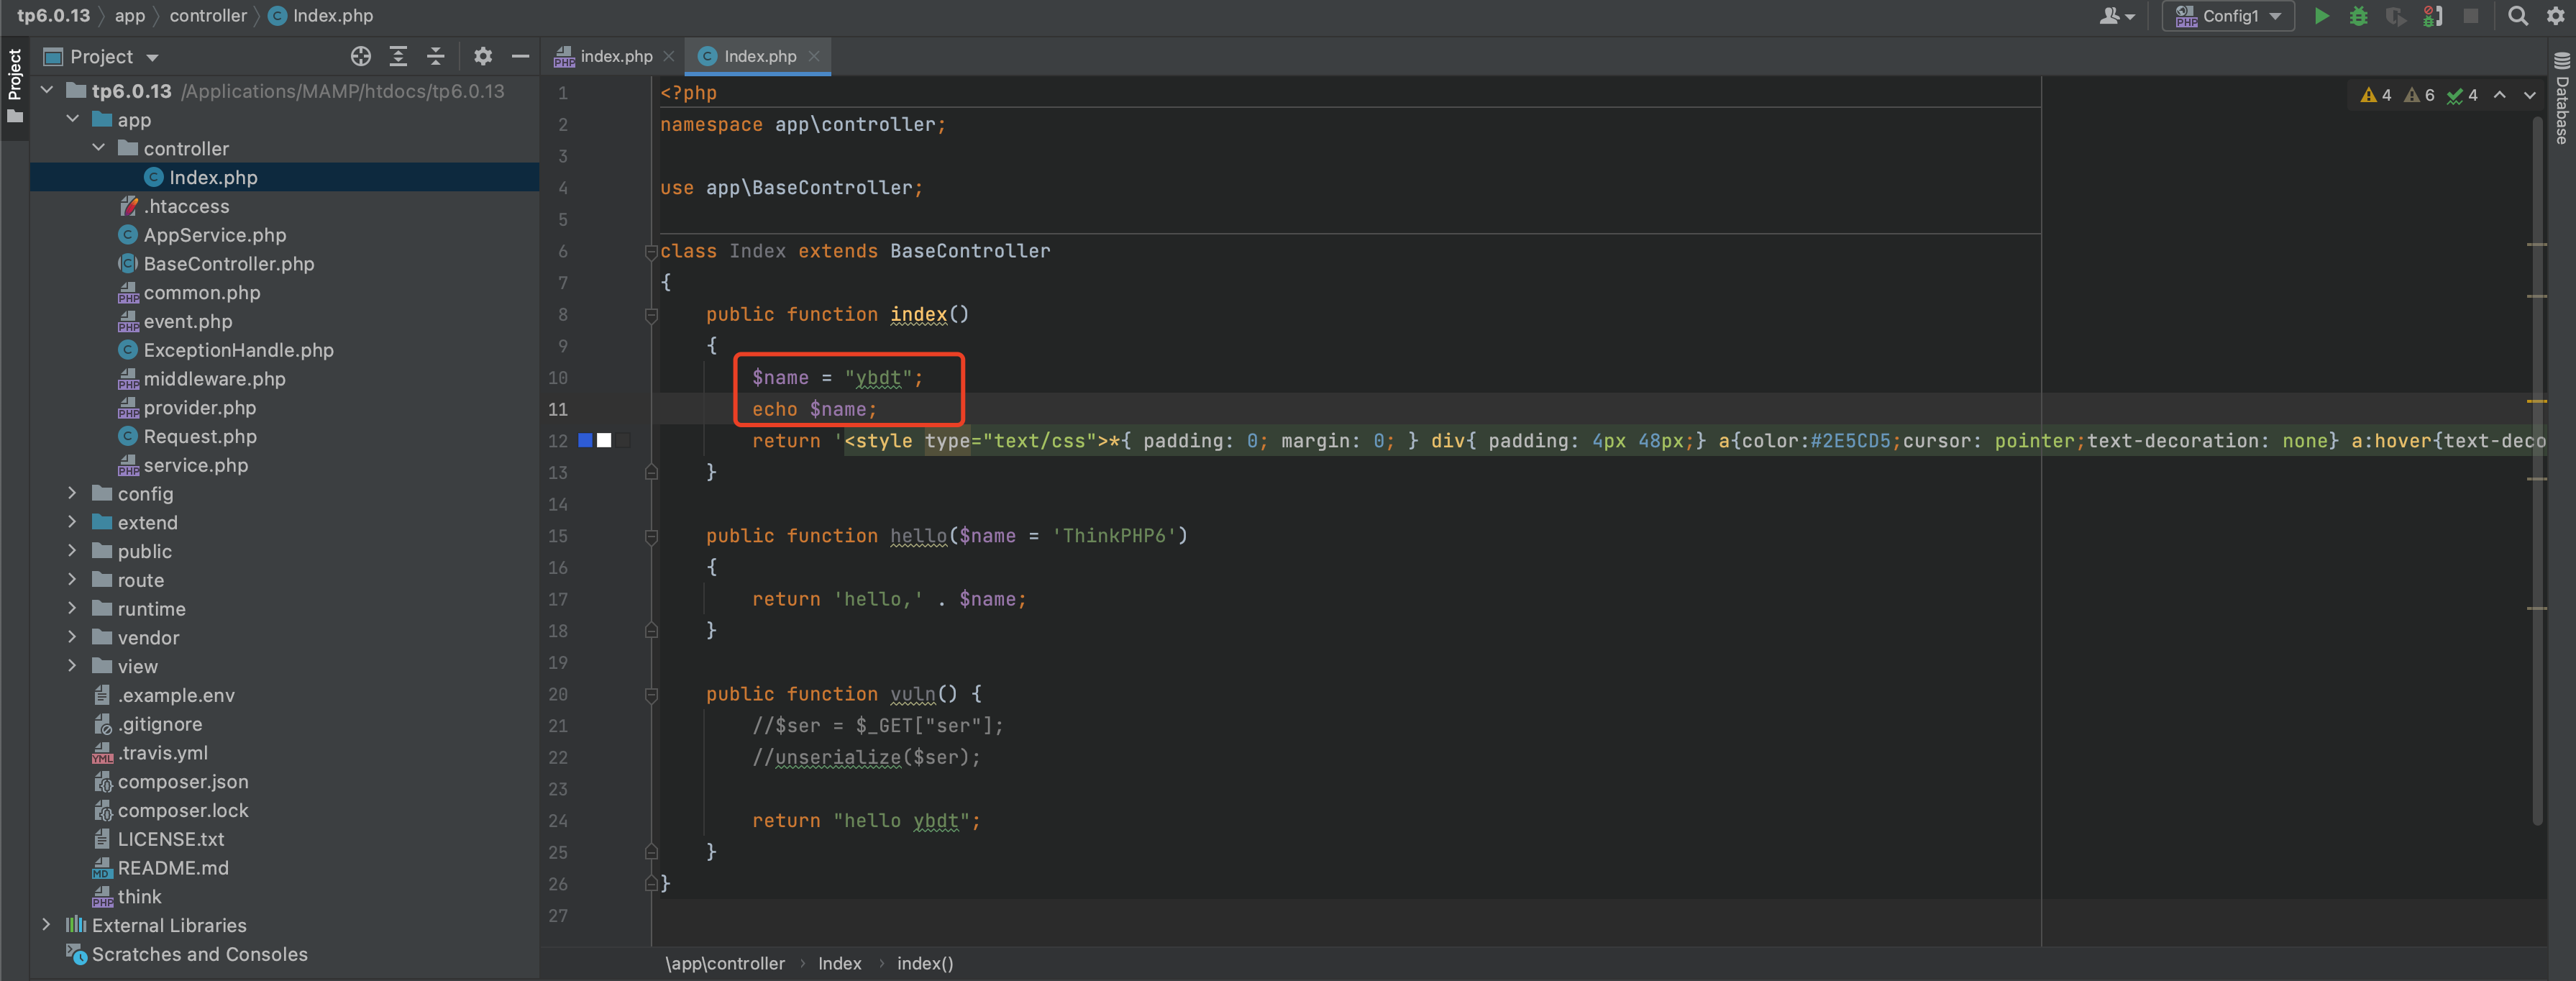 tp6.0.13 app controller Index.php
Config1
Project
Project
index.php
Index.php
tp6.0.13 /Applications/MAMP/htdocs/tp6.0.13
app
controller
Index.php
.htaccess
AppService.php
BaseController.php
common.php
event.php
ExceptionHandle.php
middleware.php
provider.php
Request.php
service.php
config
extend
public
route
runtime
vendor
view
.example.env
.gitignore
.travis.yml
composer.json
composer.lock
LICENSE.txt
README.md
think
External Libraries
Scratches and Consoles
1 <?php
2 namespace app\controller;
3
4 use app\BaseController;
5
6 class Index extends BaseController
7 {
8 public function index()
9 {
10 $name = "ybdt";
11 echo $name;
12 return '<style type="text/css">*{ padding: 0; margin: 0; } div{ padding: 4px 48px;} a{color:#2E5CD5;cursor: pointer;text-decoration: none} a:hover{text-deco
13 }
14
15 public function hello($name = 'ThinkPHP6')
16 {
17 return 'hello,' . $name;
18 }
19
20 public function vuln() {
21 //$ser = $_GET["ser"];
22 //unserialize($ser);
23
24 return "hello ybdt";
25 }
26 }
27
4 6 4
Database
\app\controller Index index()